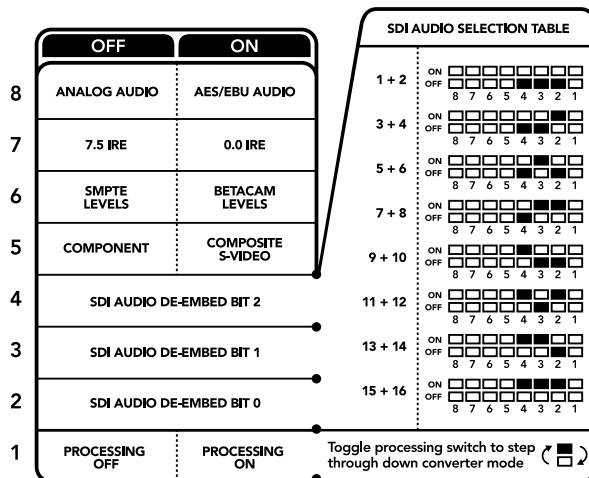 OFF ON
8 ANALOG AUDIO AES/EBU AUDIO
7 7.5 IRE 0.0 IRE
6 SMPTE LEVELS BETACAM LEVELS
5 COMPONENT COMPOSITE S-VIDEO
4 SDI AUDIO DE-EMBED BIT 2
3 SDI AUDIO DE-EMBED BIT 1
2 SDI AUDIO DE-EMBED BIT 0
1 PROCESSING OFF PROCESSING ON
SDI AUDIO SELECTION TABLE
1 + 2 ON
OFF
8 7 6 5 4 3 2 1
3 + 4 ON
OFF
8 7 6 5 4 3 2 1
5 + 6 ON
OFF
8 7 6 5 4 3 2 1
7 + 8 ON
OFF
8 7 6 5 4 3 2 1
9 + 10 ON
OFF
8 7 6 5 4 3 2 1
11 + 12 ON
OFF
8 7 6 5 4 3 2 1
13 + 14 ON
OFF
8 7 6 5 4 3 2 1
15 + 16 ON
OFF
8 7 6 5 4 3 2 1
Toggle processing switch to step
through down converter mode